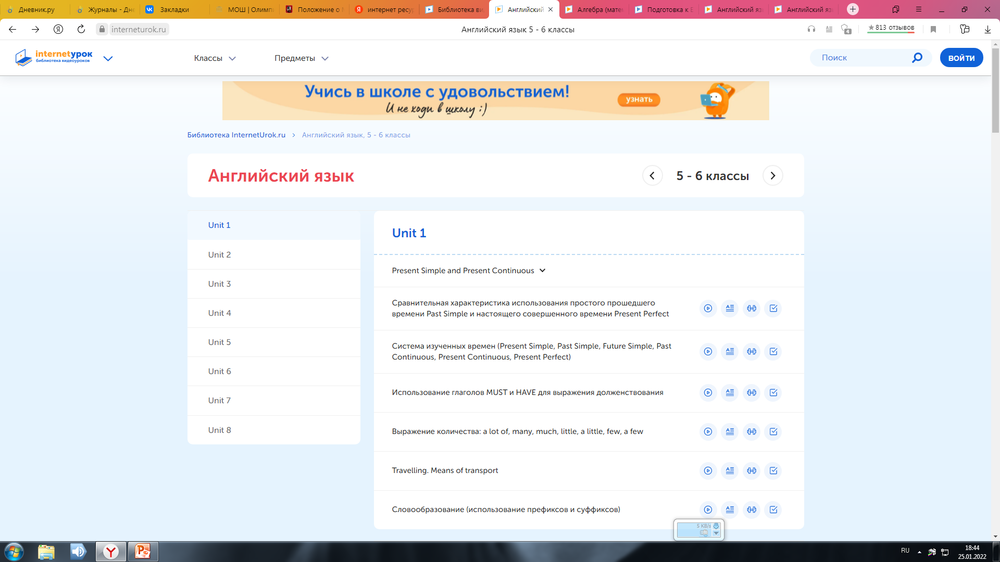 Дневник.ру
Журналы - Дне
Закладки
МОШ | Олимп
Положение о
интернет ресур
Библиотека ви
Английский
Алгебра (мате
Подготовка к Е
Английский яз
Английский яз
interneturok.ru
Английский язык 5 - 6 классы
4
813 отзывов
internetурок
библиотека видеоуроков
Классы
Предметы
Поиск
ВОЙТИ
Учись в школе с удовольствием!
И не ходи в школу :)
узнать
Библиотека InternetUrok.ru
Английский язык, 5 - 6 классы
Английский язык
5 - 6 классы
Unit 1
Unit 2
Unit 3
Unit 4
Unit 5
Unit 6
Unit 7
Unit 8
Unit 1
Present Simple and Present Continuous
Сравнительная характеристика использования простого прошедшего
времени Past Simple и настоящего совершенного времени Present Perfect
Система изученных времен (Present Simple, Past Simple, Future Simple, Past
Continuous, Present Continuous, Present Perfect)
Использование глаголов MUST и HAVE для выражения долженствования
Выражение количества: a lot of, many, much, little, a little, few, a few
Travelling. Means of transport
Словообразование (использование префиксов и суффиксов)
5 KB/s
RU
18:44
25.01.2022